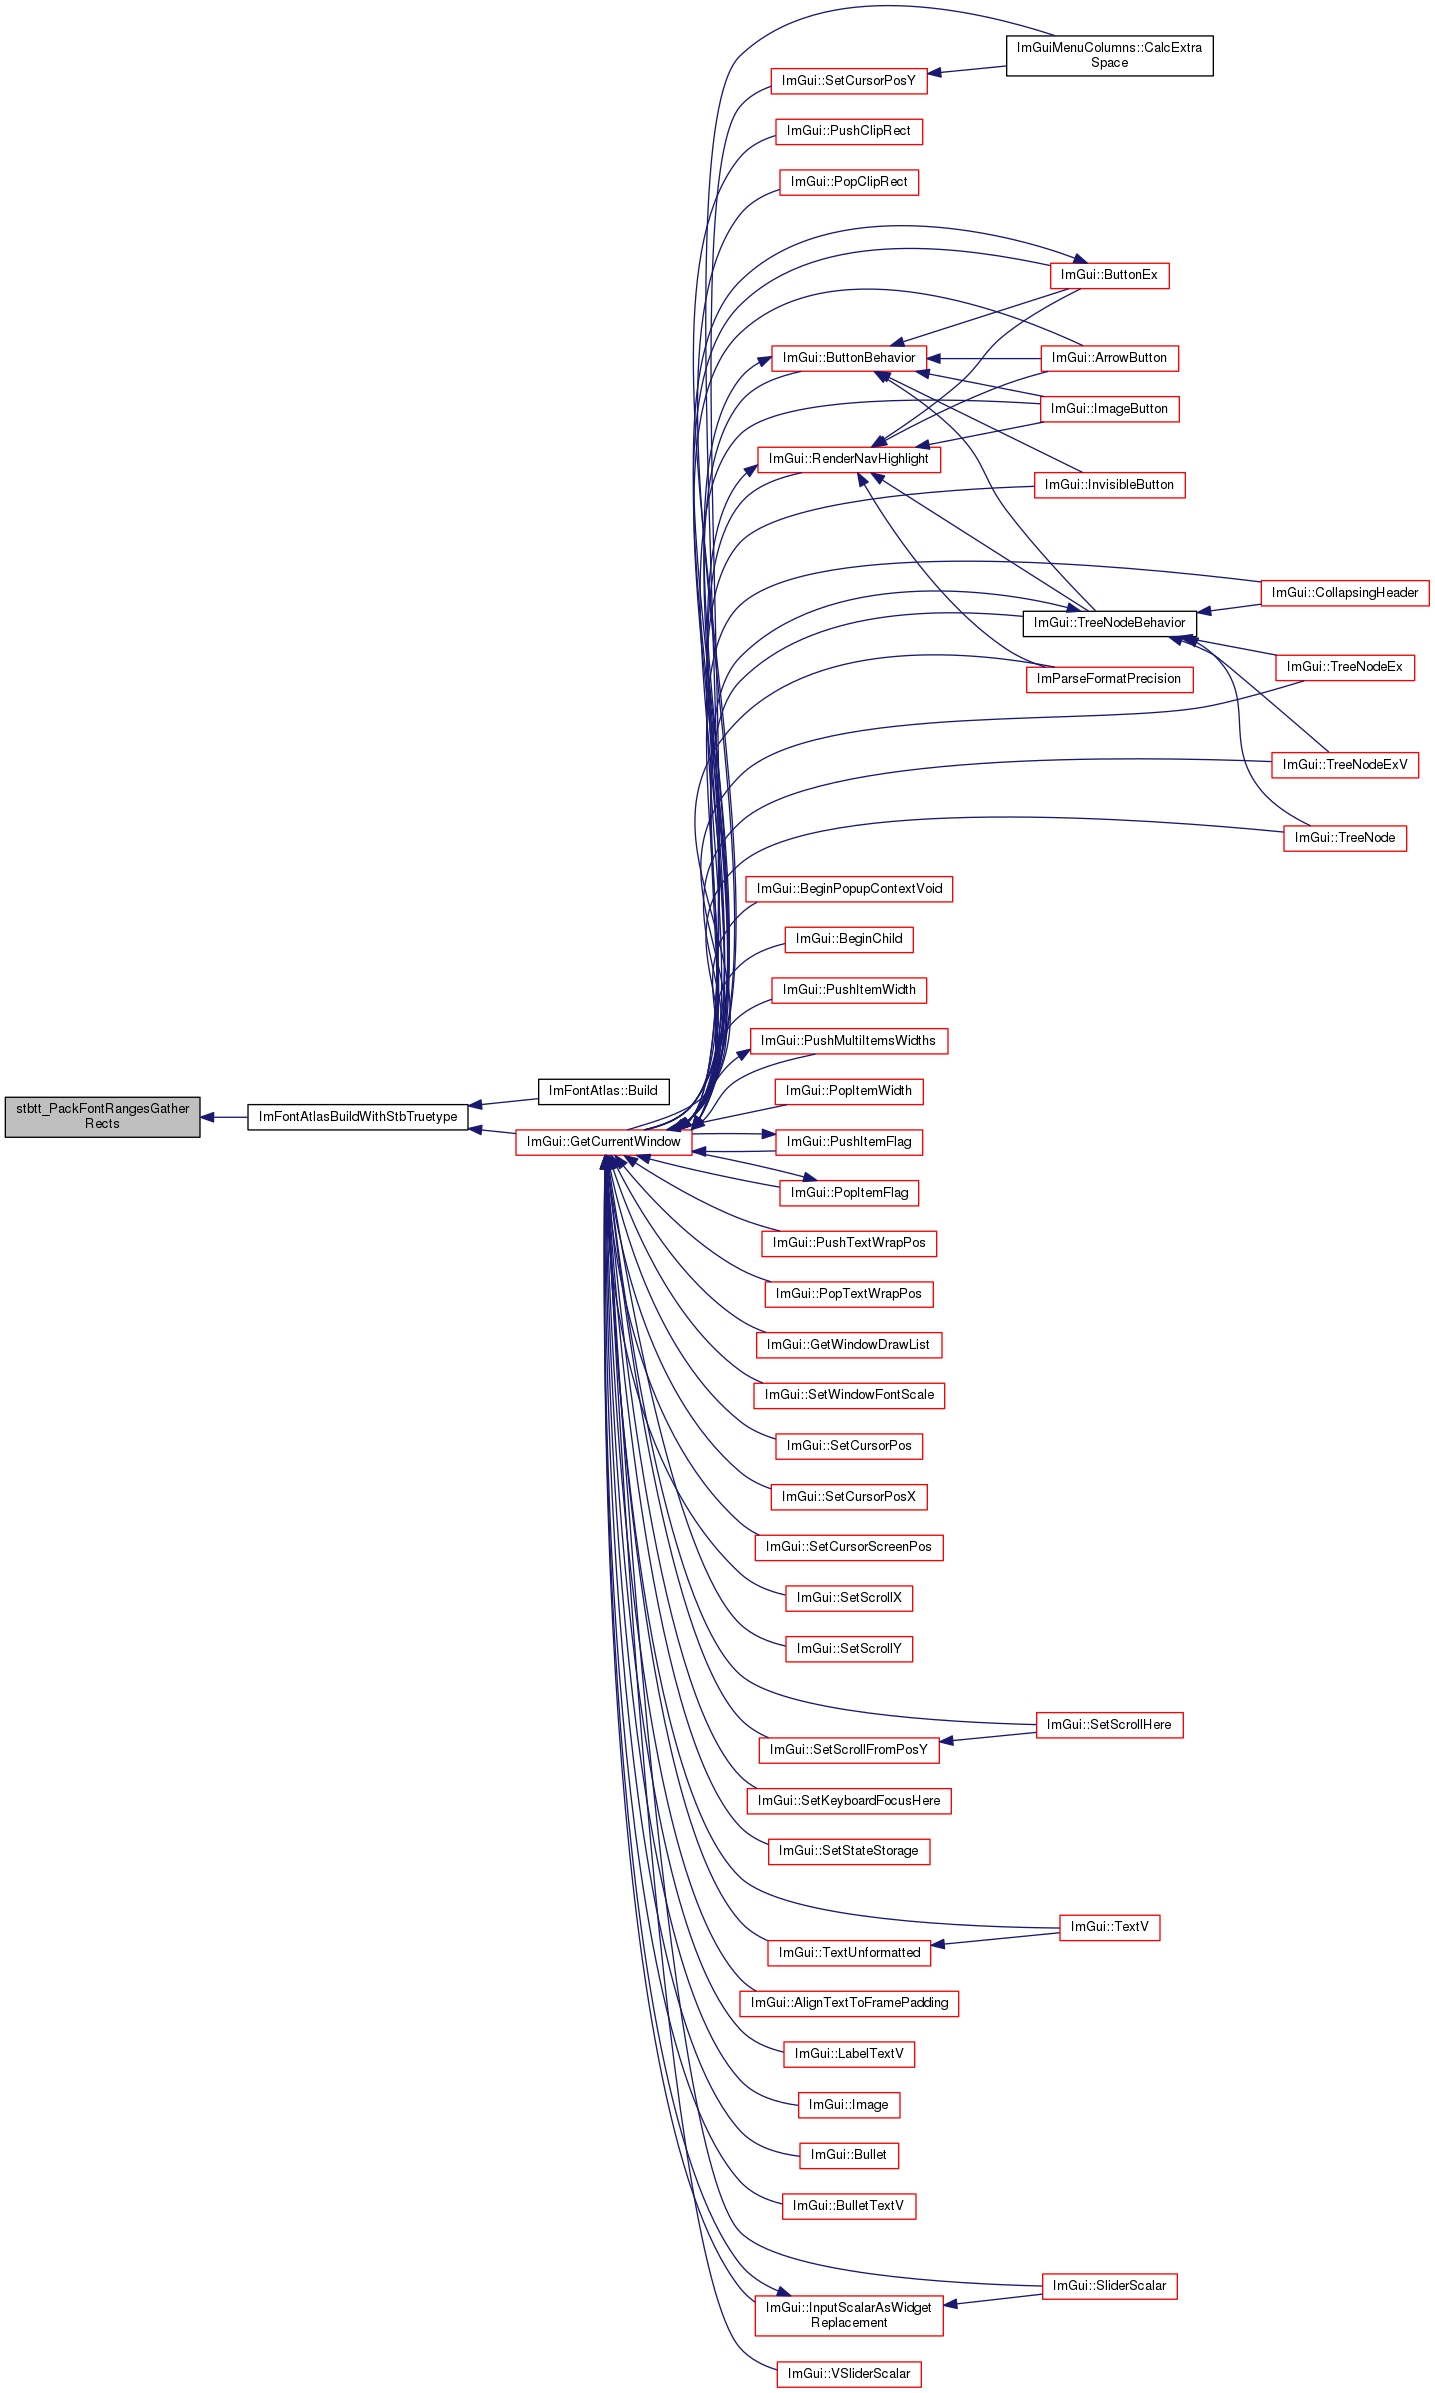 ImGuiMenuColumns::CalcExtra
Space
ImGui::SetCursorPosY
ImGui::PushClipRect
ImGui::PopClipRect
ImGui::ButtonEx
ImGui::ButtonBehavior
ImGui::ArrowButton
ImGui::ImageButton
ImGui::RenderNavHighlight
ImGui::InvisibleButton
ImGui::CollapsingHeader
ImGui::TreeNodeBehavior
ImGui::TreeNodeEx
ImParseFormatPrecision
ImGui::TreeNodeExV
ImGui::TreeNode
ImGui::BeginPopupContextVoid
ImGui::BeginChild
ImGui::PushItemWidth
ImGui::PushMultiItemsWidths
ImFontAtlas::Build
ImGui::PopItemWidth
stbtt_PackFontRangesGather
Rects
ImFontAtlasBuildWithStbTruetype
ImGui::GetCurrentWindow
ImGui::PushItemFlag
ImGui::PopItemFlag
ImGui::PushTextWrapPos
ImGui::PopTextWrapPos
ImGui::GetWindowDrawList
ImGui::SetWindowFontScale
ImGui::SetCursorPos
ImGui::SetCursorPosX
ImGui::SetCursorScreenPos
ImGui::SetScrollX
ImGui::SetScrollY
ImGui::SetScrollHere
ImGui::SetScrollFromPosY
ImGui::SetKeyboardFocusHere
ImGui::SetStateStorage
ImGui::TextV
ImGui::TextUnformatted
ImGui::AlignTextToFramePadding
ImGui::LabelTextV
ImGui::Image
ImGui::Bullet
ImGui::BulletTextV
ImGui::SliderScalar
ImGui::InputScalarAsWidget
Replacement
ImGui::VSliderScalar